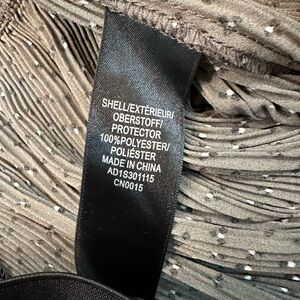 SHELL/EXTÉRIEUR/
OBERSTOFF/
PROTECTOR
100%POLYESTER/
POLIÉSTER
MADE IN CHINA
AD1S301115
CN0015